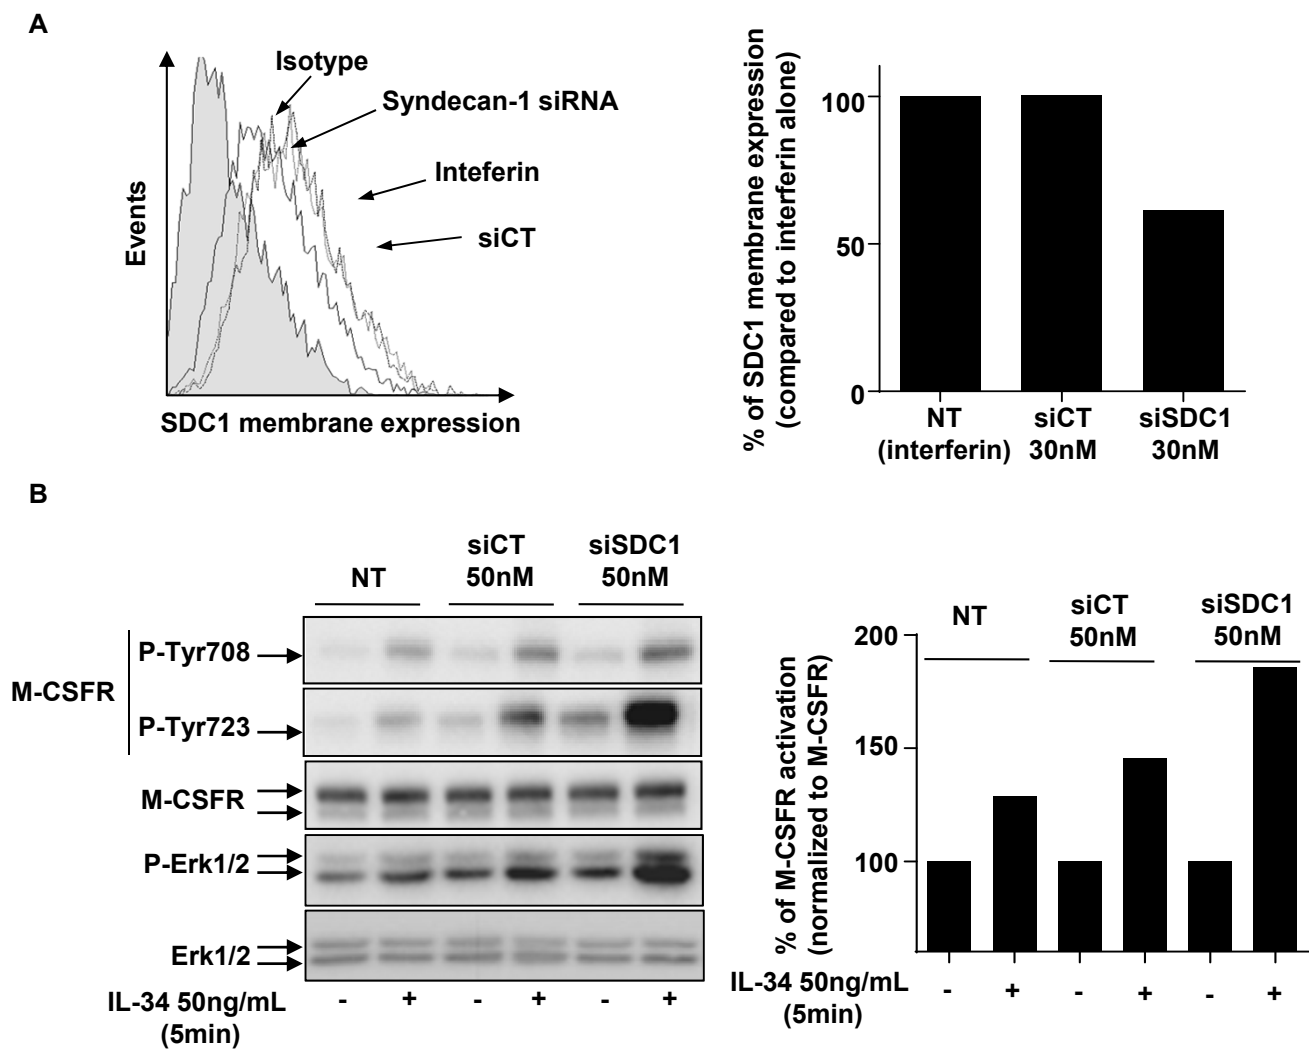 A
Isotype
Syndecan-1 siRNA
Inteferin
siCT
Events
SDC1 membrane expression
% of SDC1 membrane expression
(compared to interferin alone)
100
50
0
NT
(interferin)
siCT
30nM
siSDC1
30nM
B
NT
siCT
50nM
siSDC1
50nM
M-CSFR
P-Tyr708
P-Tyr723
M-CSFR
P-Erk1/2
Erk1/2
IL-34 50ng/mL
(5min)
- + - + - +
% of M-CSFR activation
(normalized to M-CSFR)
200
150
100
NT
siCT
50nM
siSDC1
50nM
IL-34 50ng/mL
(5min)
- + - + - +